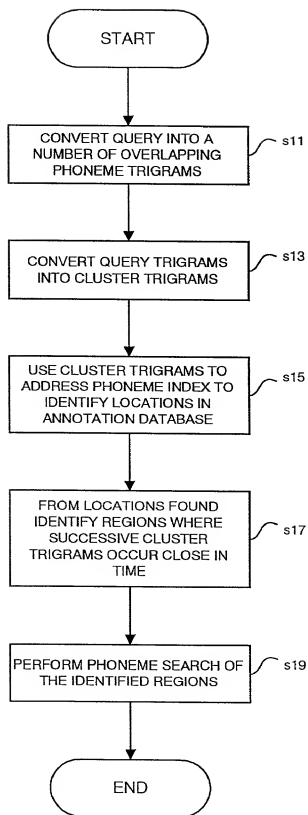 START
CONVERT QUERY INTO A
NUMBER OF OVERLAPPING
PHONEME TRIGRAMS
s11
CONVERT QUERY TRIGRAMS
INTO CLUSTER TRIGRAMS
s13
USE CLUSTER TRIGRAMS TO
ADDRESS PHONEME INDEX TO
IDENTIFY LOCATIONS IN
ANNOTATION DATABASE
s15
FROM LOCATIONS FOUND
IDENTIFY REGIONS WHERE
SUCCESSIVE CLUSTER
TRIGRAMS OCCUR CLOSE IN
TIME
s17
PERFORM PHONEME SEARCH OF
THE IDENTIFIED REGIONS
s19
END